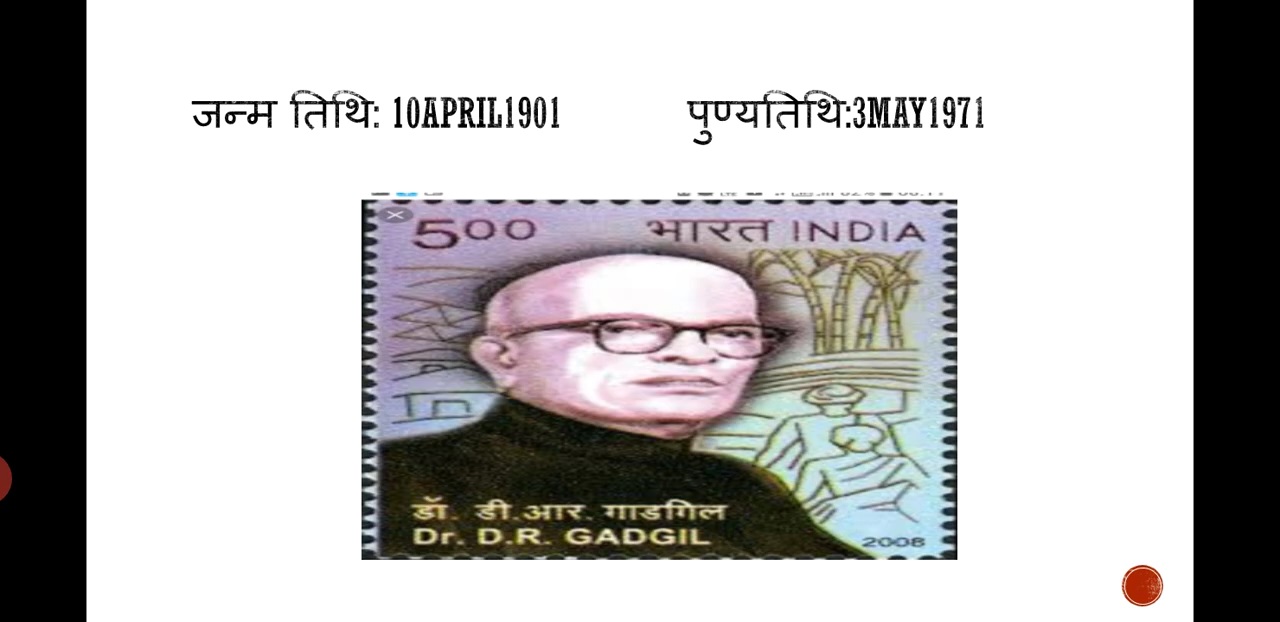 जन्म तिथि: 10APRIL1901 पुण्यतिथि:3MAY1971
500 भारत INDIA
डॉ. डी.आर. गाडगिल
Dr. D.R. GADGIL
2008